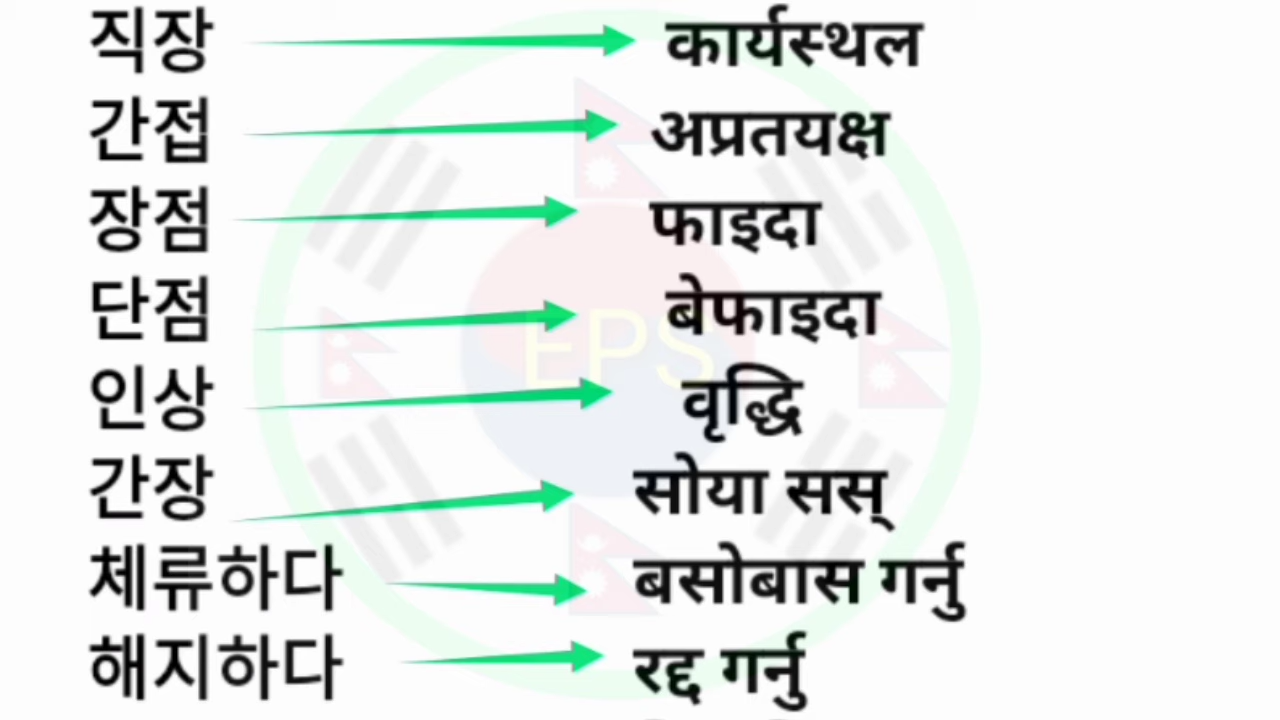 직장 कार्यस्थल
간접 अप्रतयक्ष
장점 फाइदा
단점 बेफाइदा
인상 वृद्धि
간장 सोया सस्
체류하다 बसोबास गर्नु
해지하다 रद्द गर्नु
EPS